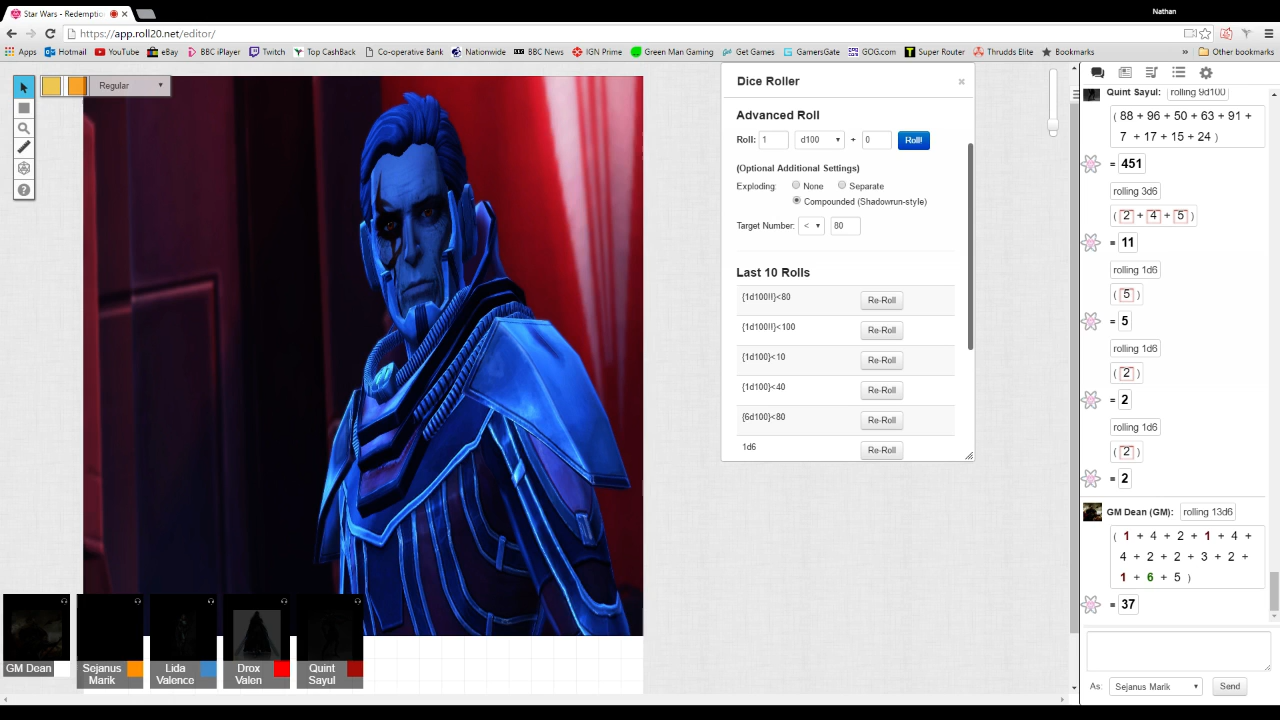 Star Wars - Redemptio
Nathan
https://app.roll20.net/editor/
Apps Hotmail YouTube eBay BBC iPlayer Twitch Top CashBack Co-operative Bank Nationwide BBC News IGN Prime Green Man Gaming Get Games GamersGate GOG.com Super Router Thrudds Elite Bookmarks » Other bookmarks
Regular
Dice Roller
×
Advanced Roll
Roll: 1 d100 + 0 Roll!
(Optional Additional Settings)
Exploding: None Separate
Compounded (Shadowrun-style)
Target Number: < 80
Last 10 Rolls
{1d100!!}<80 Re-Roll
{1d100!!}<100 Re-Roll
{1d100}<10 Re-Roll
{1d100}<40 Re-Roll
{6d100}<80 Re-Roll
1d6 Re-Roll
Quint Sayul: rolling 9d100
( 88 + 96 + 50 + 63 + 91 +
7 + 17 + 15 + 24 )
= 451
rolling 3d6
( 2 + 4 + 5 )
= 11
rolling 1d6
( 5 )
= 5
rolling 1d6
( 2 )
= 2
rolling 1d6
( 2 )
= 2
GM Dean (GM): rolling 13d6
( 1 + 4 + 2 + 1 + 4 +
4 + 2 + 2 + 3 + 2 +
1 + 6 + 5 )
= 37
As: Sejanus Marik Send
GM Dean
Sejanus
Marik
Lida
Valence
Drox
Valen
Quint
Sayul